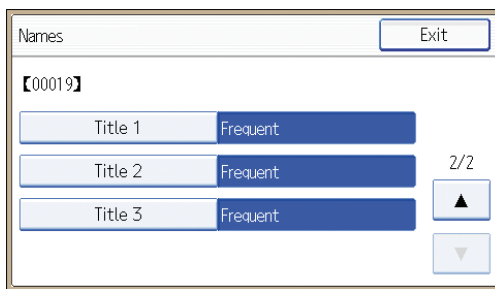 Names Exit
【00019】
Title 1 Frequent
2/2
Title 2 Frequent
▲
Title 3 Frequent
▼